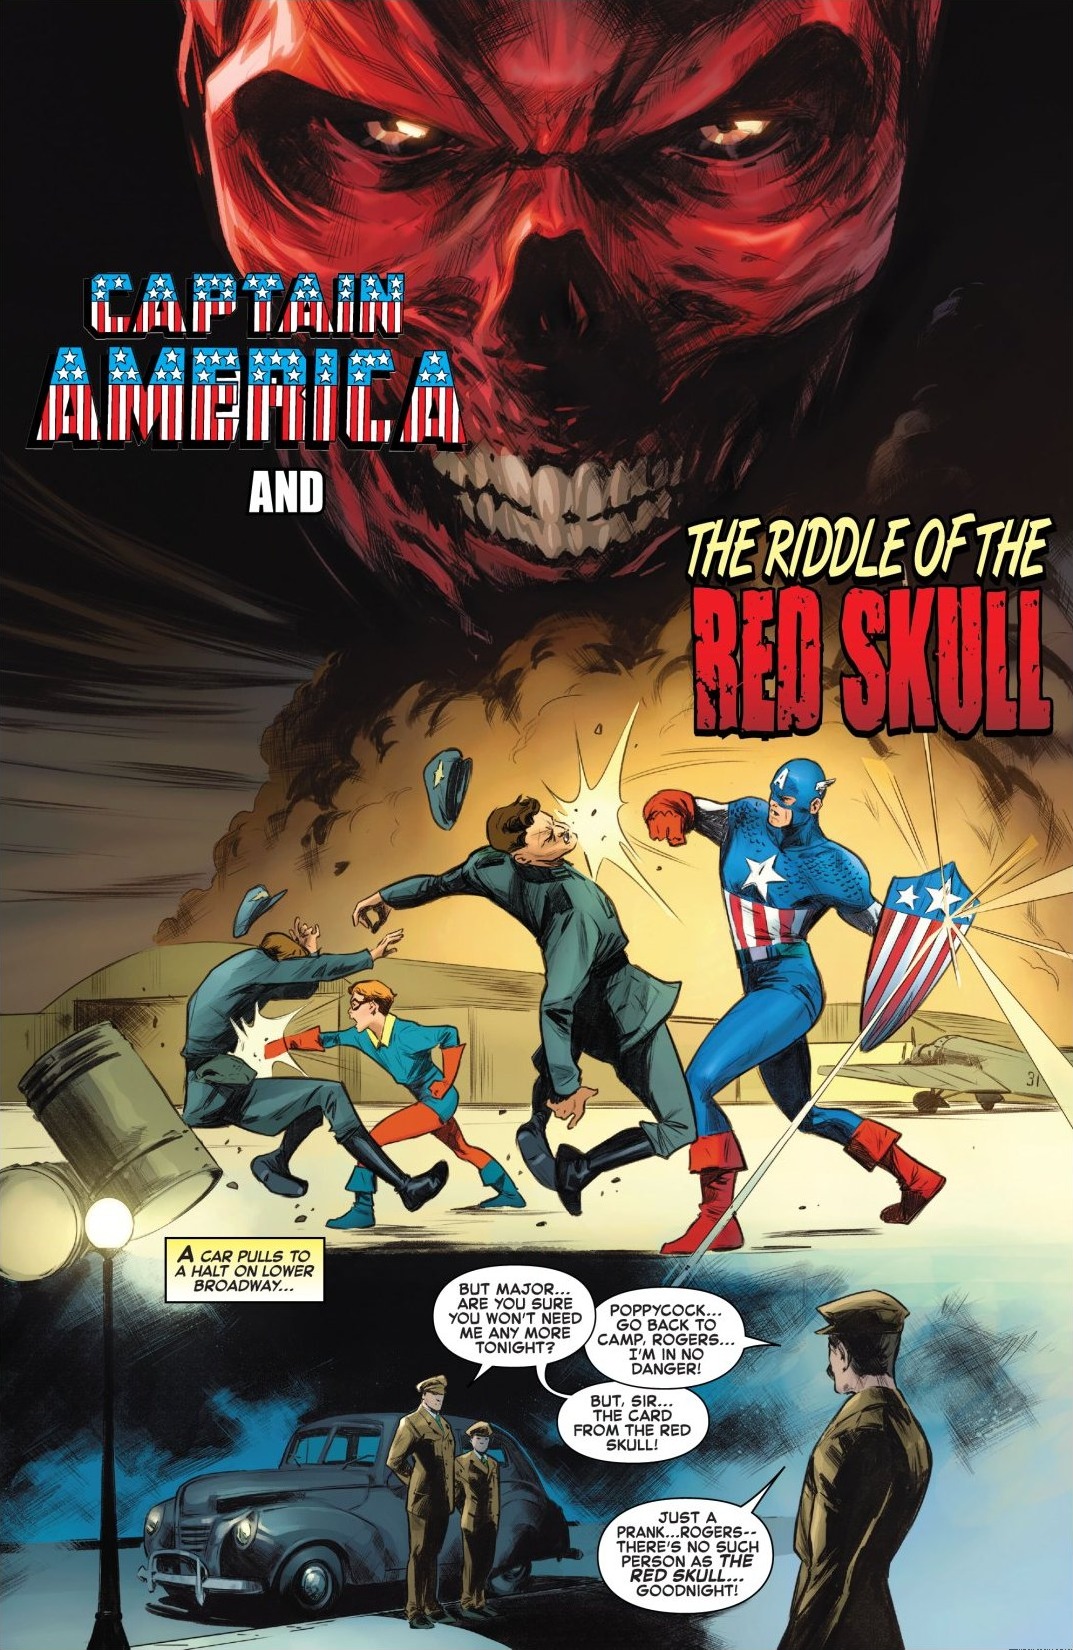 CAPTAIN
AMERICA
AND
THE RIDDLE OF THE
RED SKULL
A
31
A CAR PULLS TO
A HALT ON LOWER
BROADWAY...
BUT MAJOR...
ARE YOU SURE
YOU WON'T NEED
ME ANY MORE
TONIGHT?
POPPYCOCK...
GO BACK TO
CAMP, ROGERS...
I'M IN NO
DANGER!
BUT, SIR...
THE CARD
FROM THE RED
SKULL!
JUST A
PRANK...ROGERS--
THERE'S NO SUCH
PERSON AS THE
RED SKULL...
GOODNIGHT!